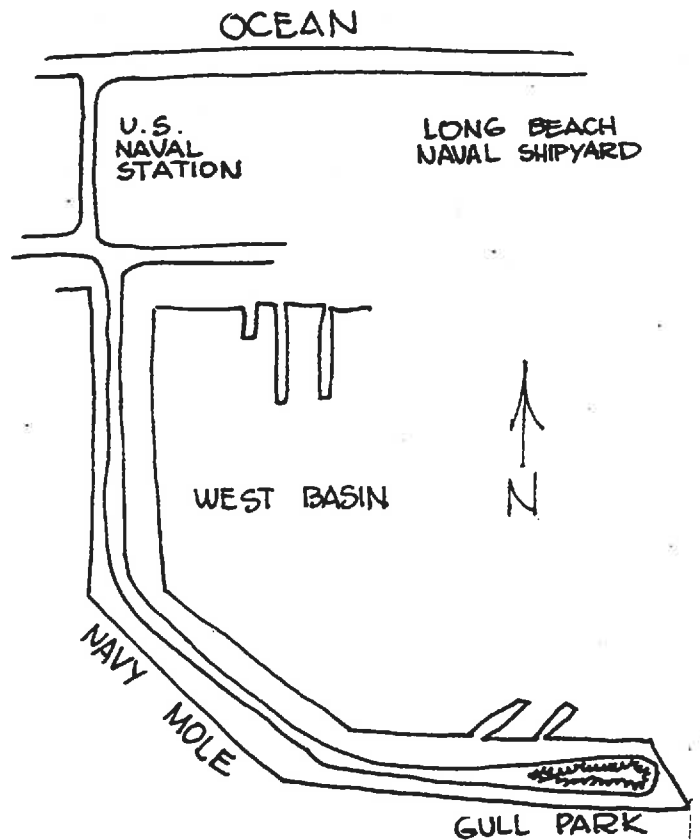 OCEAN
U.S.
NAVAL
STATION
LONG BEACH
NAVAL SHIPYARD
WEST BASIN
N
NAVY MOLE
GULL PARK